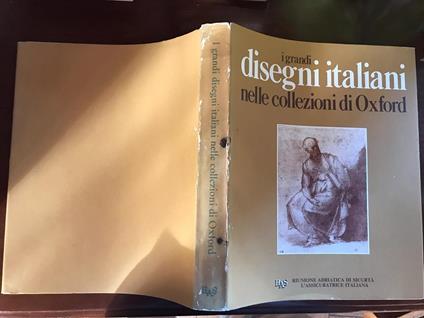 i grandi
disegni italiani
nelle collezioni di Oxford
RIUNIONE ADRIATICA DI SICURTÀ
L'ASSICURATRICE ITALIANA
I grandi disegni italiani nelle collezioni di Oxford